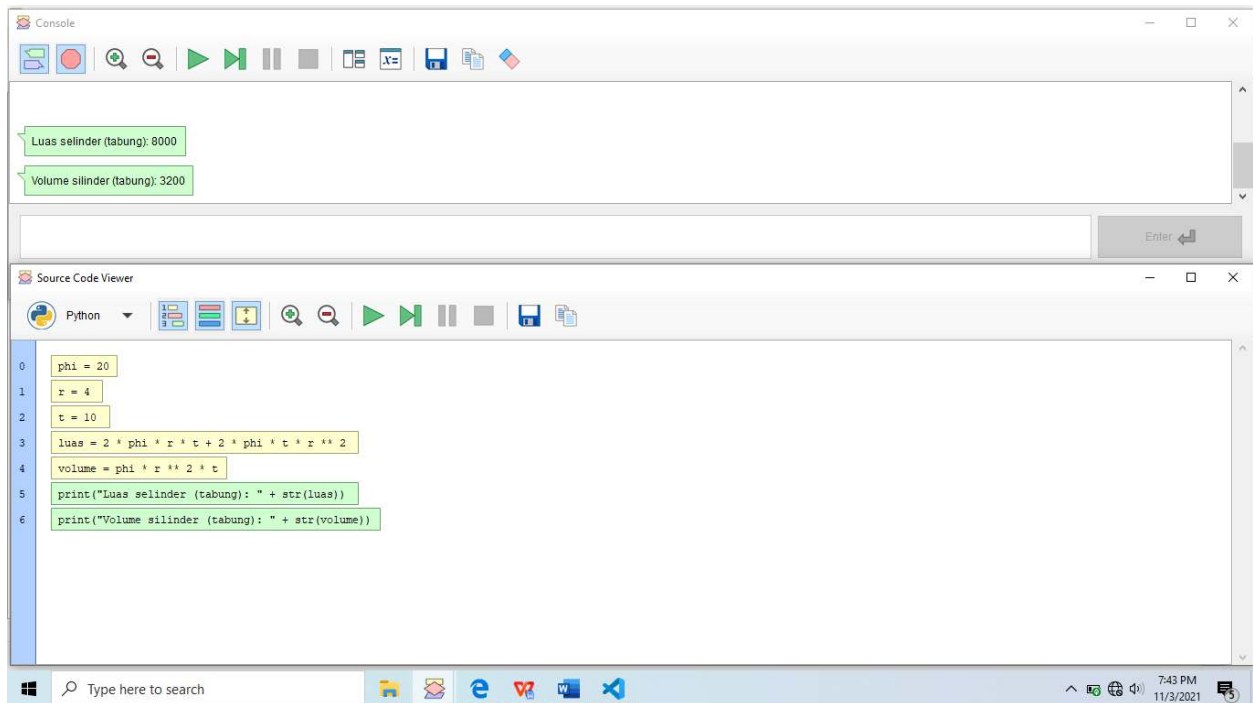 Console
Luas selinder (tabung): 8000
Volume silinder (tabung): 3200
Enter
Source Code Viewer
Python
0 phi = 20
1 r = 4
2 t = 10
3 luas = 2 * phi * r * t + 2 * phi * t * r ** 2
4 volume = phi * r ** 2 * t
5 print("Luas selinder (tabung): " + str(luas))
6 print("Volume silinder (tabung): " + str(volume))
Type here to search
7:43 PM
11/3/2021
5